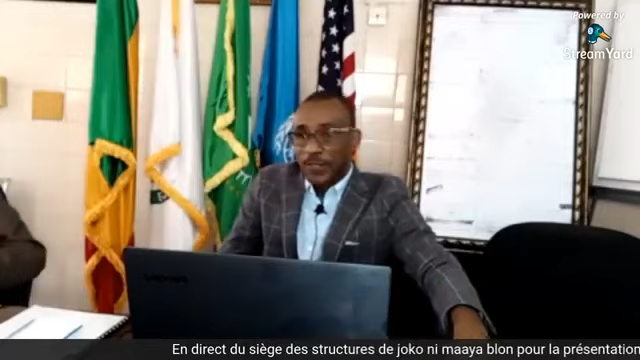 Powered by
StreamYard
En direct du siège des structures de joko ni maaya blon pour la présentation